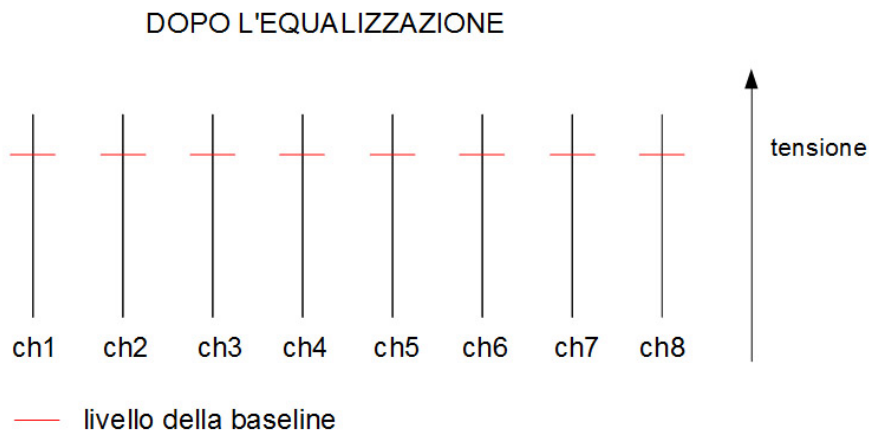 DOPO L'EQUALIZZAZIONE
tensione
ch1 ch2 ch3 ch4 ch5 ch6 ch7 ch8
livello della baseline